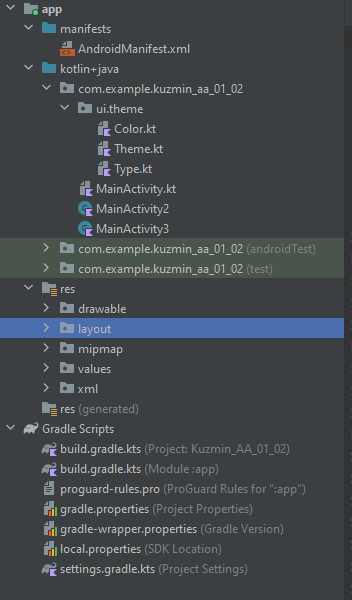 app
manifests
AndroidManifest.xml
kotlin+java
com.example.kuzmin_aa_01_02
ui.theme
Color.kt
Theme.kt
Type.kt
MainActivity.kt
MainActivity2
MainActivity3
com.example.kuzmin_aa_01_02 (androidTest)
com.example.kuzmin_aa_01_02 (test)
res
drawable
layout
mipmap
values
xml
res (generated)
Gradle Scripts
build.gradle.kts (Project: Kuzmin_AA_01_02)
build.gradle.kts (Module :app)
proguard-rules.pro (ProGuard Rules for ":app")
gradle.properties (Project Properties)
gradle-wrapper.properties (Gradle Version)
local.properties (SDK Location)
settings.gradle.kts (Project Settings)